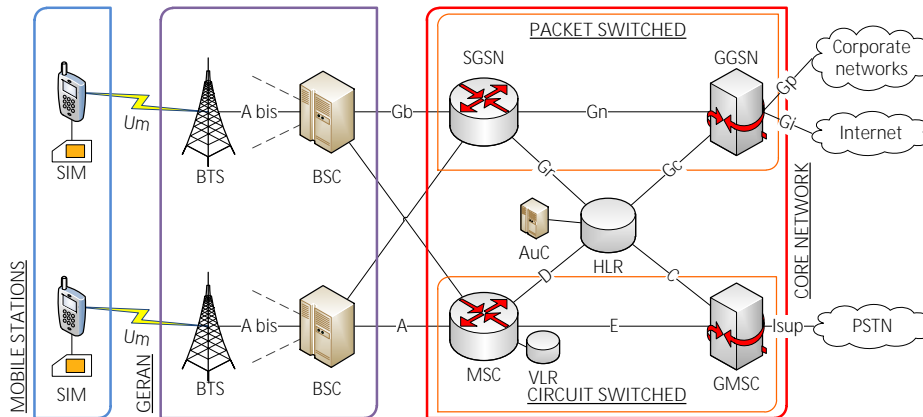 PACKET SWITCHED
SGSN
GGSN
Corporate
networks
Gp
Gi
Internet
Um
A bis
Gb
Gn
SIM
BTS
BSC
Gr
Gc
AuC
HLR
D
C
MOBILE STATIONS
GERAN
CORE NETWORK
Um
A bis
A
E
Isup
PSTN
SIM
BTS
BSC
MSC
VLR
GMSC
CIRCUIT SWITCHED